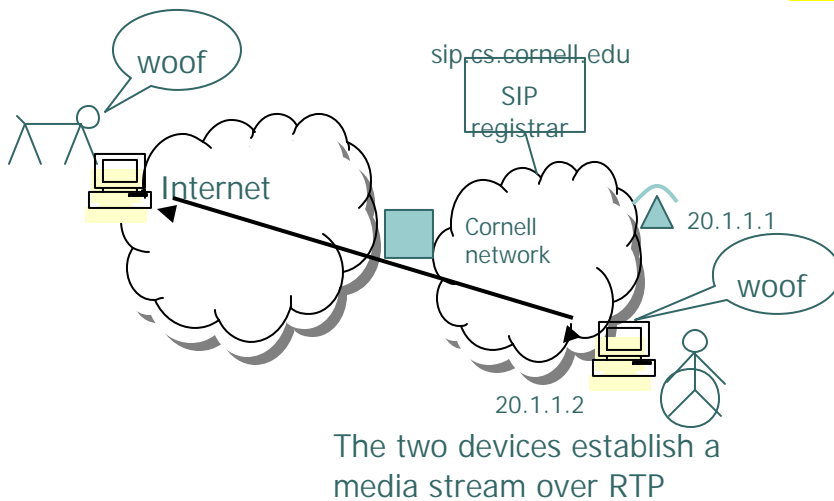 woof
sip.cs.cornell.edu
SIP
registrar
Internet
Cornell
network
20.1.1.1
woof
20.1.1.2
The two devices establish a
media stream over RTP